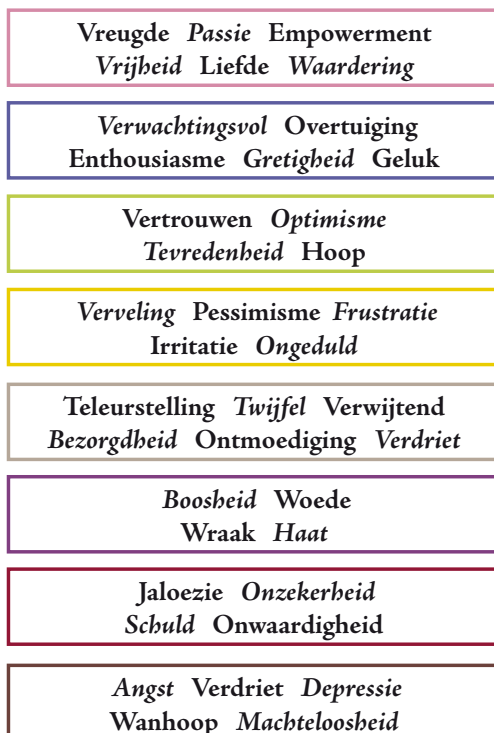 Vreugde Passie Empowerment
Vrijheid Liefde Waardering
Verwachtingsvol Overtuiging
Enthousiasme Gretigheid Geluk
Vertrouwen Optimisme
Tevredenheid Hoop
Verveling Pessimisme Frustratie
Irritatie Ongeduld
Teleurstelling Twijfel Verwijtend
Bezorgdheid Ontmoediging Verdriet
Boosheid Woede
Wraak Haat
Jaloezie Onzekerheid
Schuld Onwaardigheid
Angst Verdriet Depressie
Wanhoop Machteloosheid